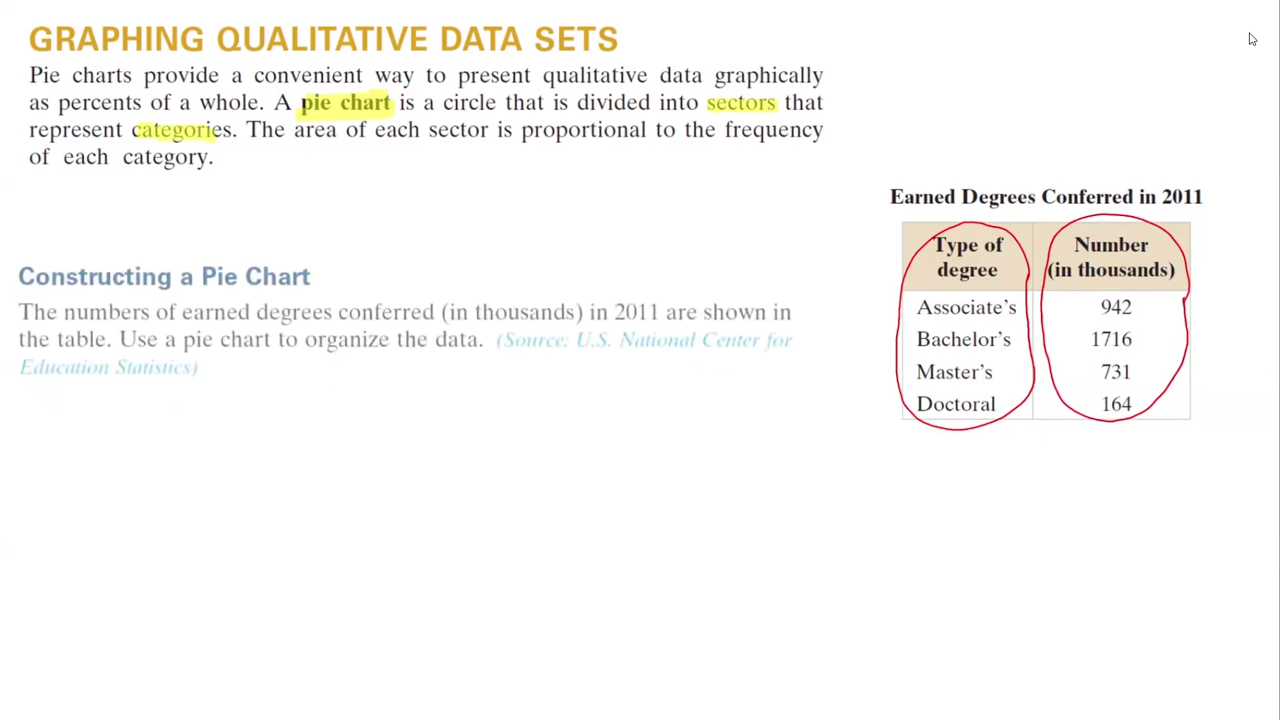 GRAPHING QUALITATIVE DATA SETS
Pie charts provide a convenient way to present qualitative data graphically
as percents of a whole. A pie chart is a circle that is divided into sectors that
represent categories. The area of each sector is proportional to the frequency
of each category.
Constructing a Pie Chart
The numbers of earned degrees conferred (in thousands) in 2011 are shown in
the table. Use a pie chart to organize the data. (Source: U.S. National Center for
Education Statistics)
Earned Degrees Conferred in 2011
Type of degree Number (in thousands)
Associate's 942
Bachelor's 1716
Master's 731
Doctoral 164